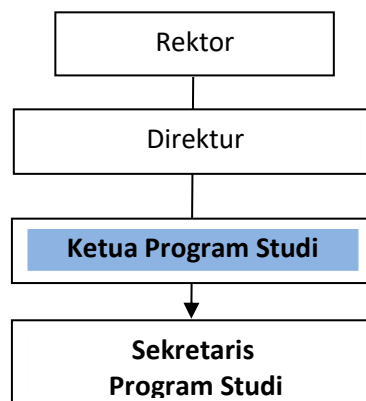 Rektor
Direktur
Ketua Program Studi
Sekretaris
Program Studi